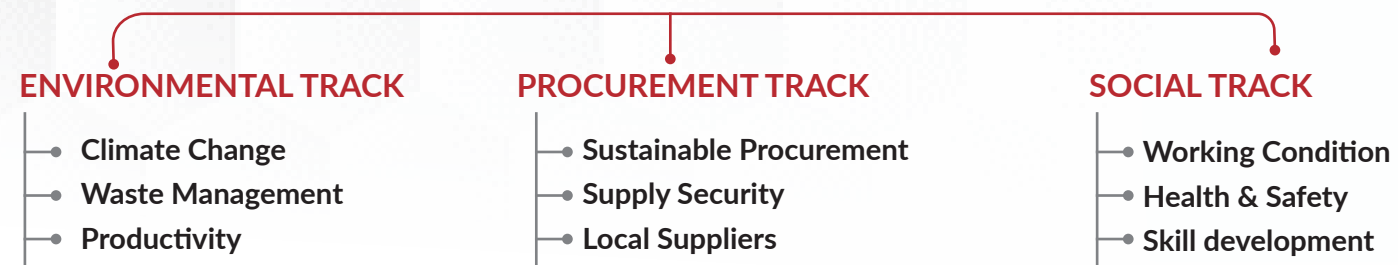 ENVIRONMENTAL TRACK
Climate Change
Waste Management
Productivity
PROCUREMENT TRACK
Sustainable Procurement
Supply Security
Local Suppliers
SOCIAL TRACK
Working Condition
Health & Safety
Skill development